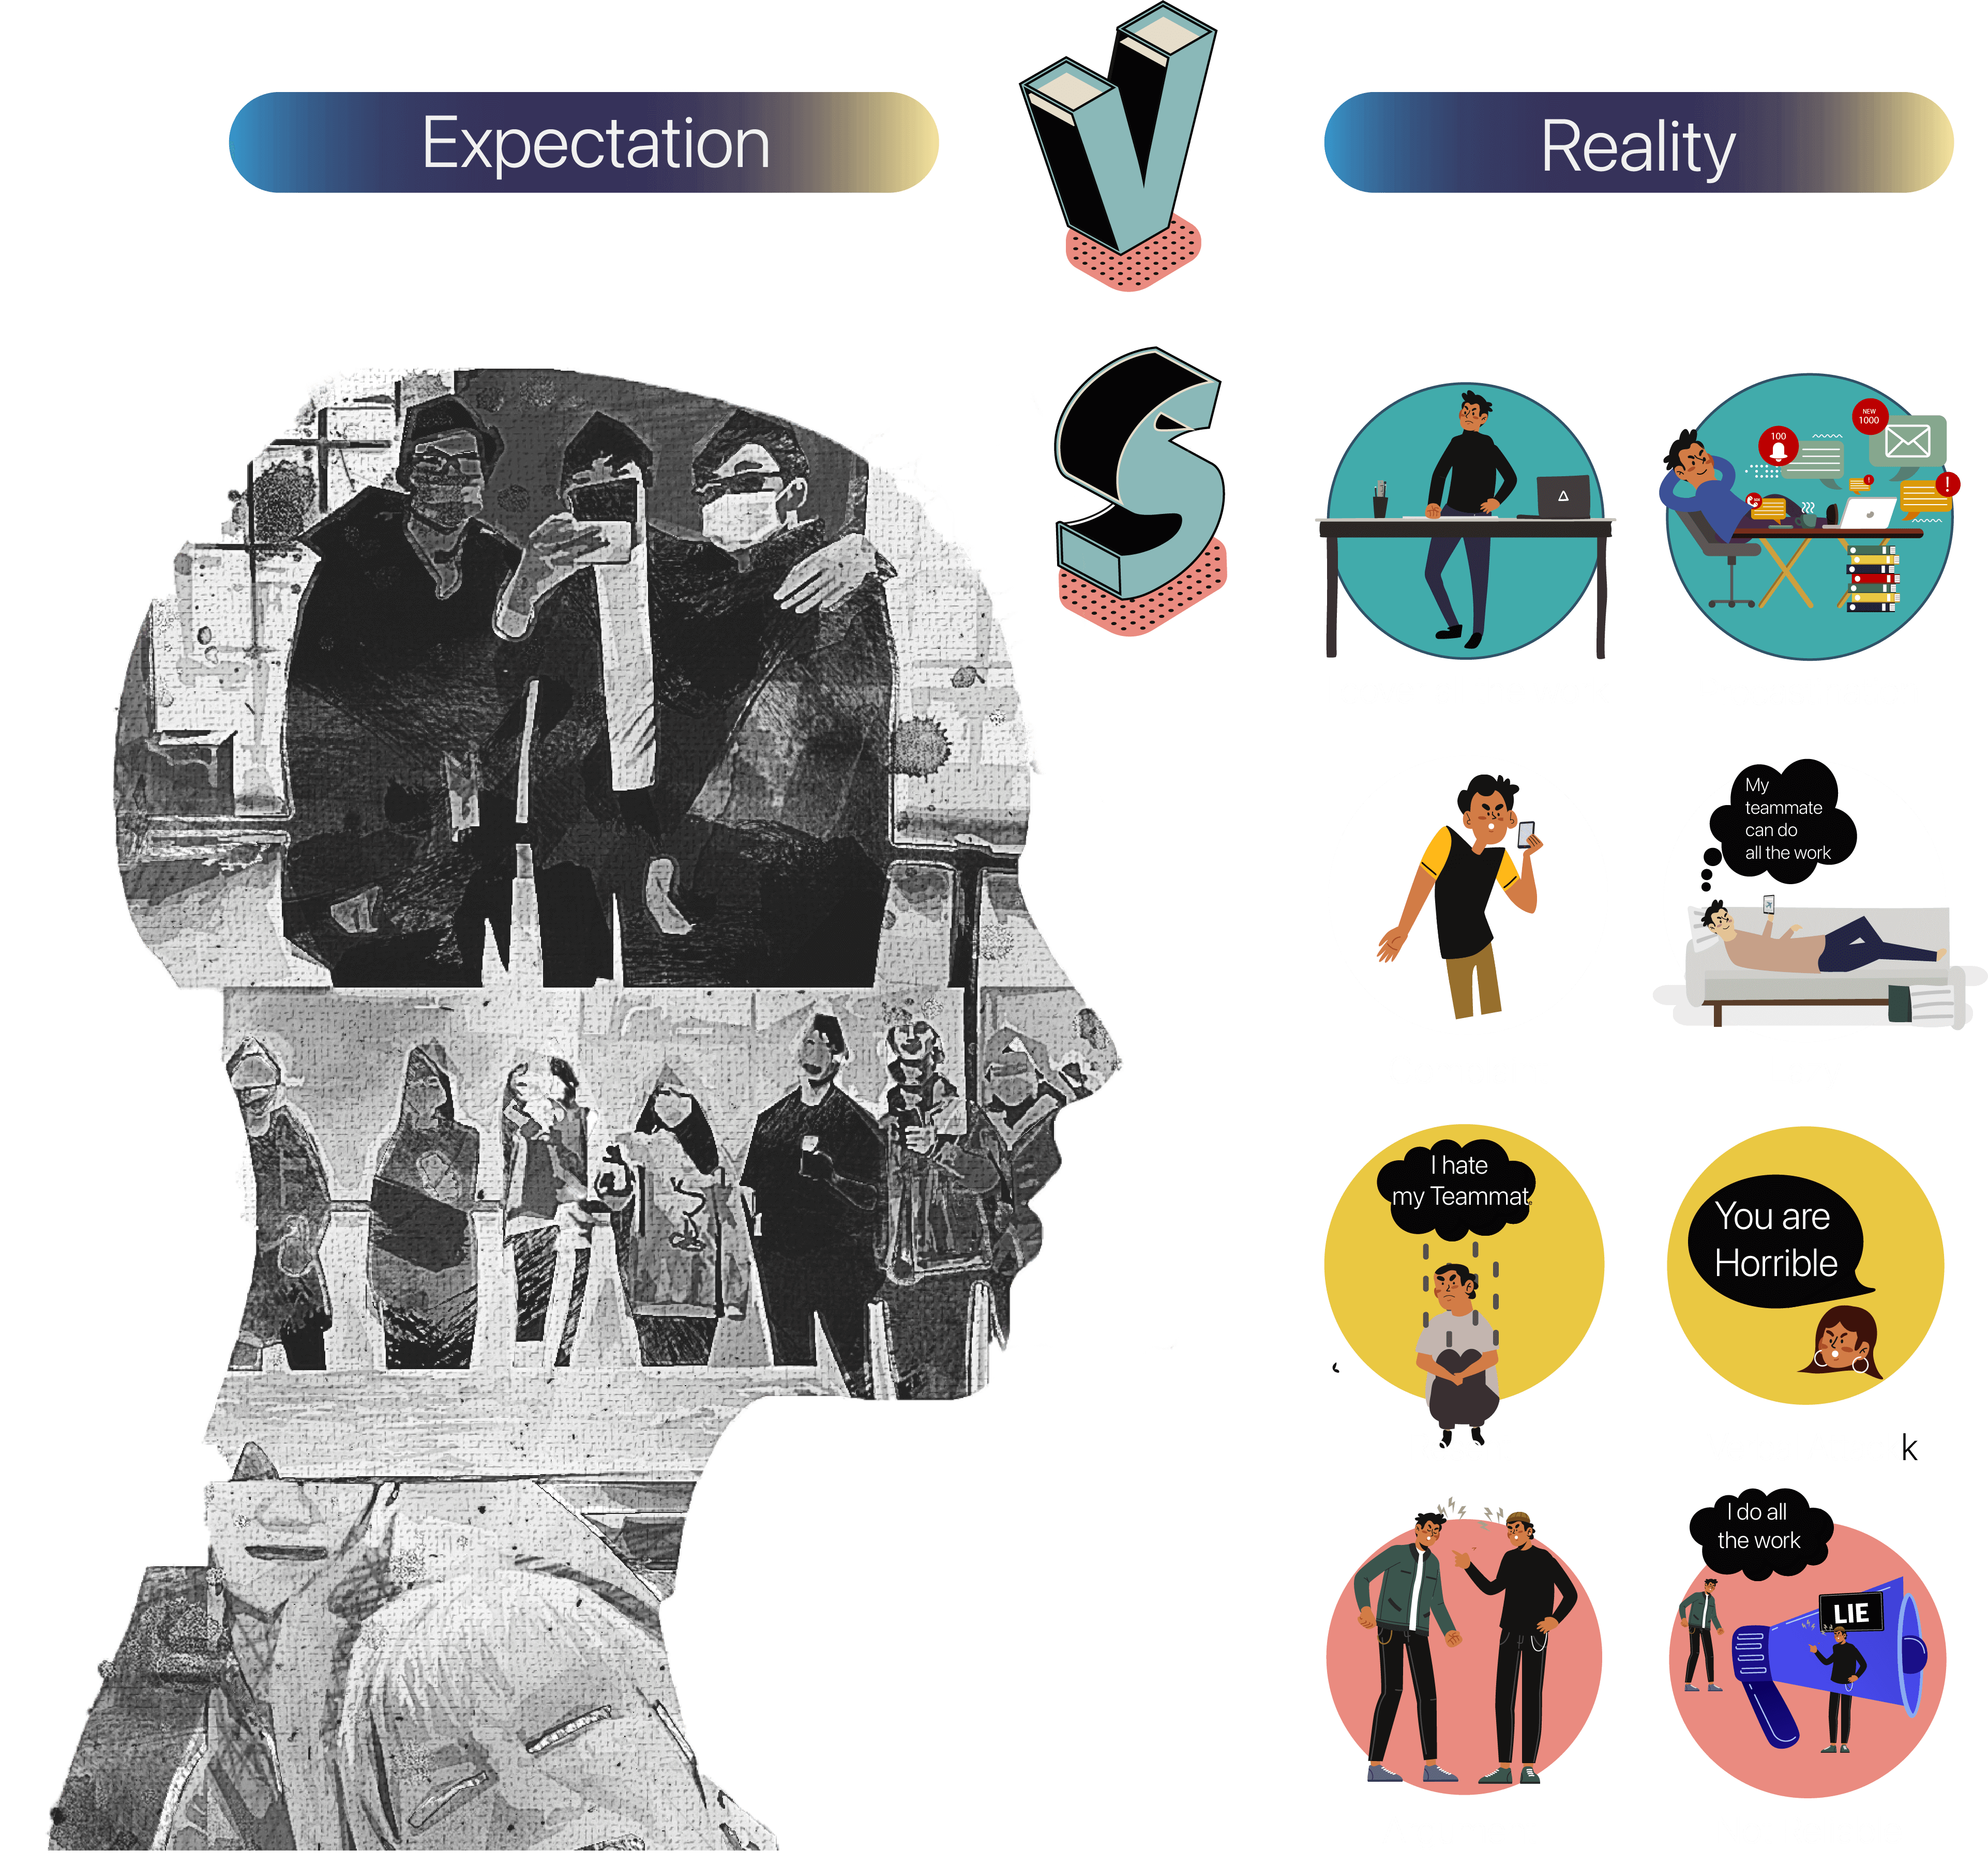 Expectation
VS
Reality
100
NEW
1000
!
!
My
teammate
can do
all the work
I hate
my Teammat
You are
Horrible
k
I do all
the work
LIE